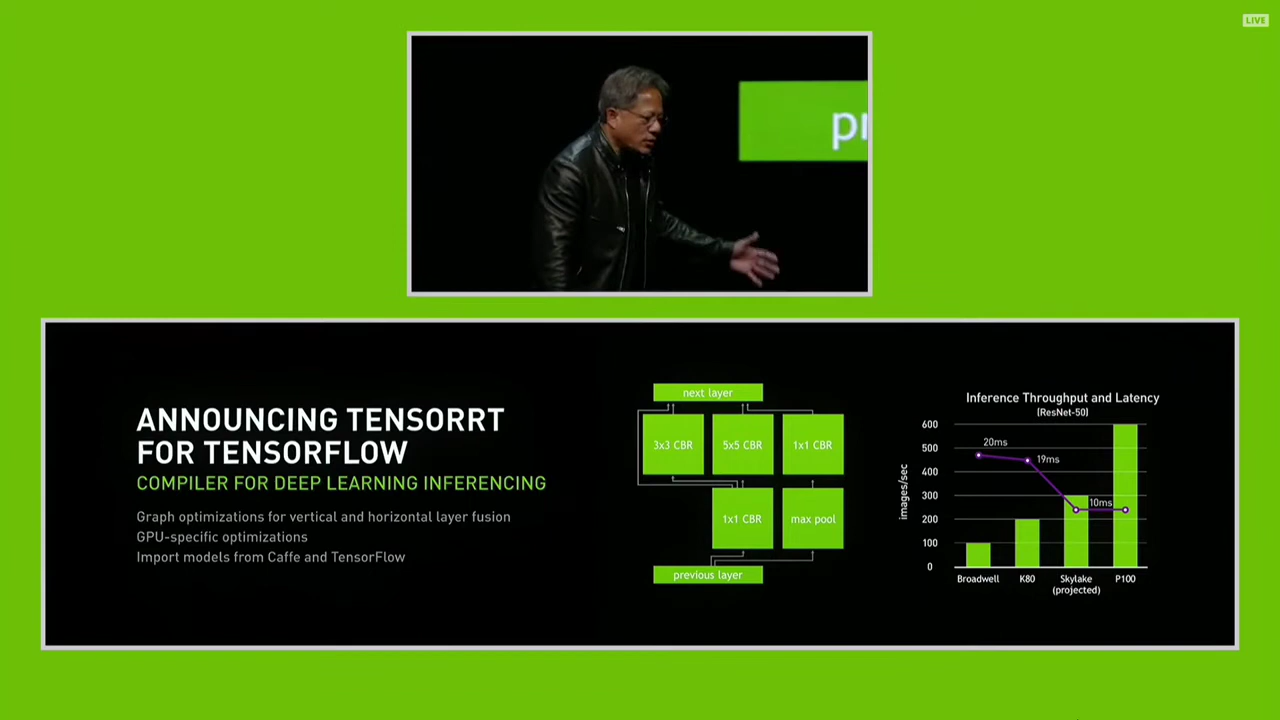 LIVE
pr
ANNOUNCING TENSORRT
FOR TENSORFLOW
COMPILER FOR DEEP LEARNING INFERENCING
Graph optimizations for vertical and horizontal layer fusion
GPU-specific optimizations
Import models from Caffe and TensorFlow
next layer
3x3 CBR
5x5 CBR
1x1 CBR
1x1 CBR
max pool
previous layer
Inference Throughput and Latency
(ResNet-50)
images/sec
600
500
400
300
200
100
0
20ms
19ms
10ms
Broadwell
K80
Skylake
(projected)
P100